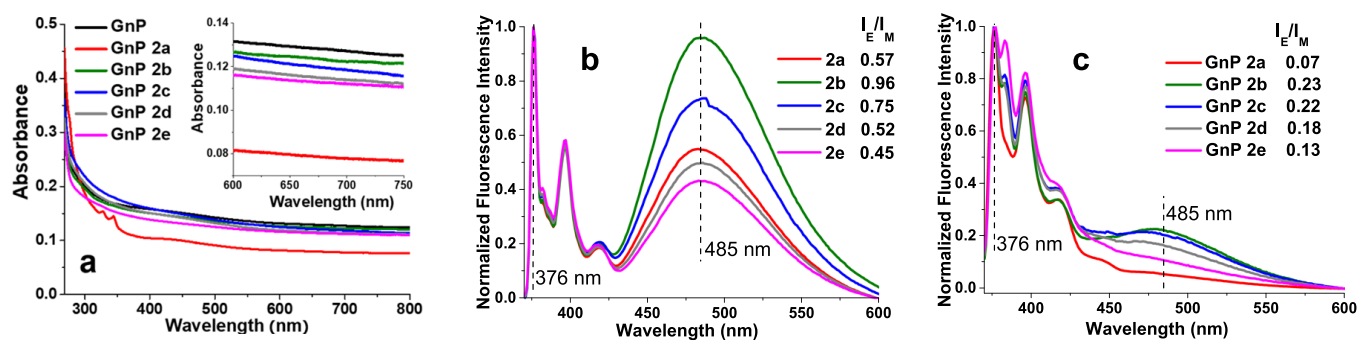 GnP
GnP 2a
GnP 2b
GnP 2c
GnP 2d
GnP 2e
0.5
0.4
0.3
0.2
0.1
0.0
Absorbance
300 400 500 600 700 800
Wavelength (nm)
a
0.14
0.12
0.10
0.08
Absorbance
600 650 700 750
Wavelength (nm)
b
1.0
0.8
0.6
0.4
0.2
0.0
Normalized Fluorescence Intensity
400 450 500 550 600
Wavelength (nm)
376 nm
485 nm
IE/IM
2a 0.57
2b 0.96
2c 0.75
2d 0.52
2e 0.45
c
1.0
0.8
0.6
0.4
0.2
0.0
Normalized Fluorescence Intensity
400 450 500 550 600
Wavelength (nm)
376 nm
485 nm
IE/IM
GnP 2a 0.07
GnP 2b 0.23
GnP 2c 0.22
GnP 2d 0.18
GnP 2e 0.13